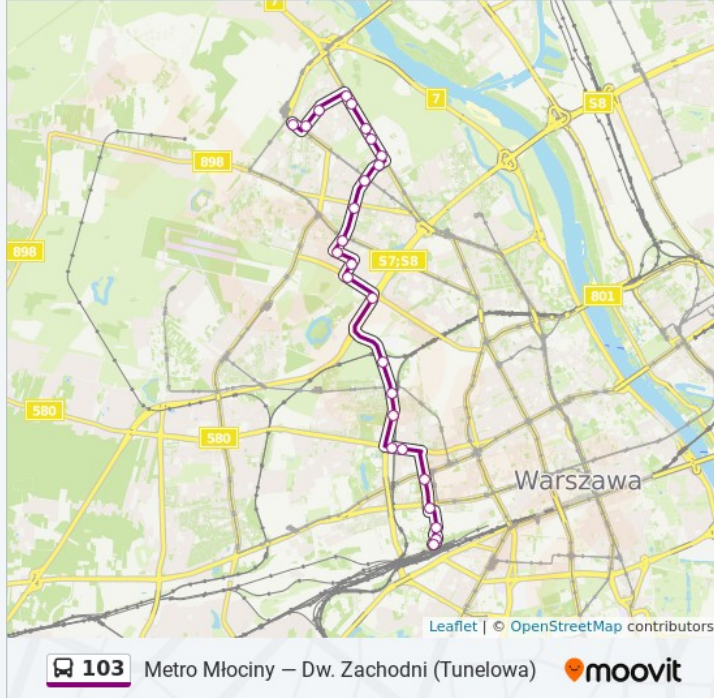 7
7
S8
898
898
S7;S8
801
580
580
Warszawa
Leaflet | © OpenStreetMap contributors
103 Metro Młociny — Dw. Zachodni (Tunelowa) moovit